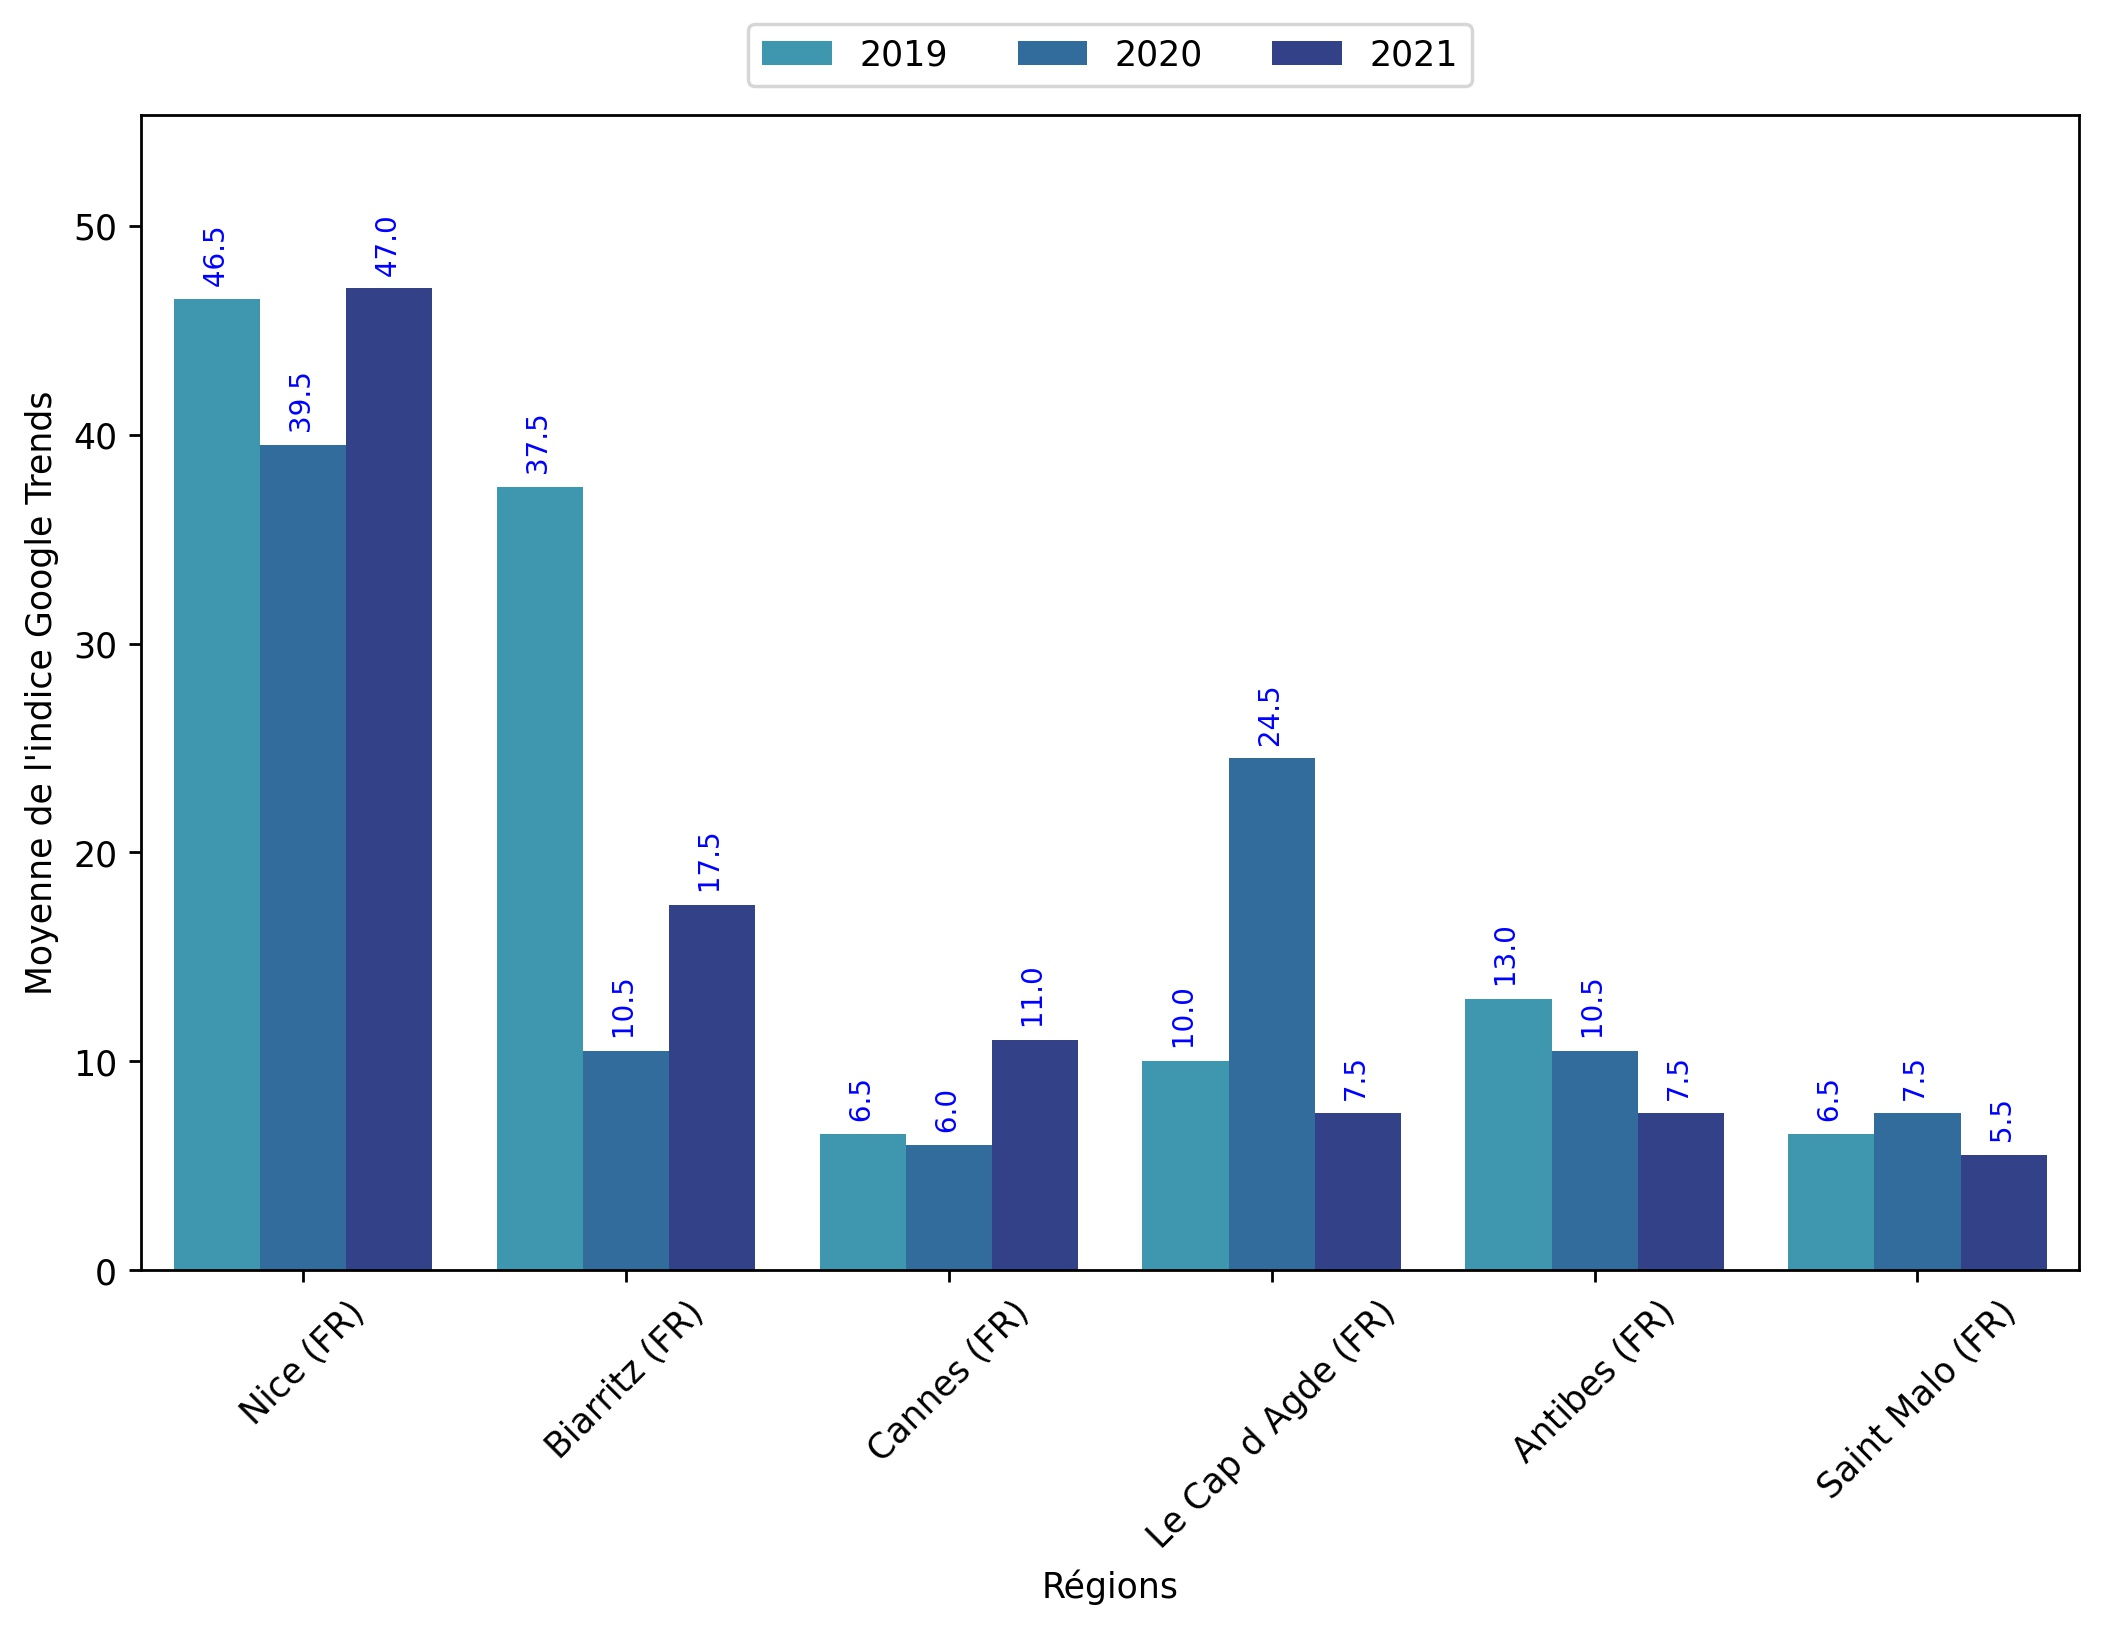 2019 2020 2021
Moyenne de l'indice Google Trends
50
40
30
20
10
0
46.5 39.5 47.0
37.5 10.5 17.5
6.5 6.0 11.0
10.0 24.5 7.5
13.0 10.5 7.5
6.5 7.5 5.5
Nice (FR)
Biarritz (FR)
Cannes (FR)
Le Cap d Agde (FR)
Antibes (FR)
Saint Malo (FR)
Régions